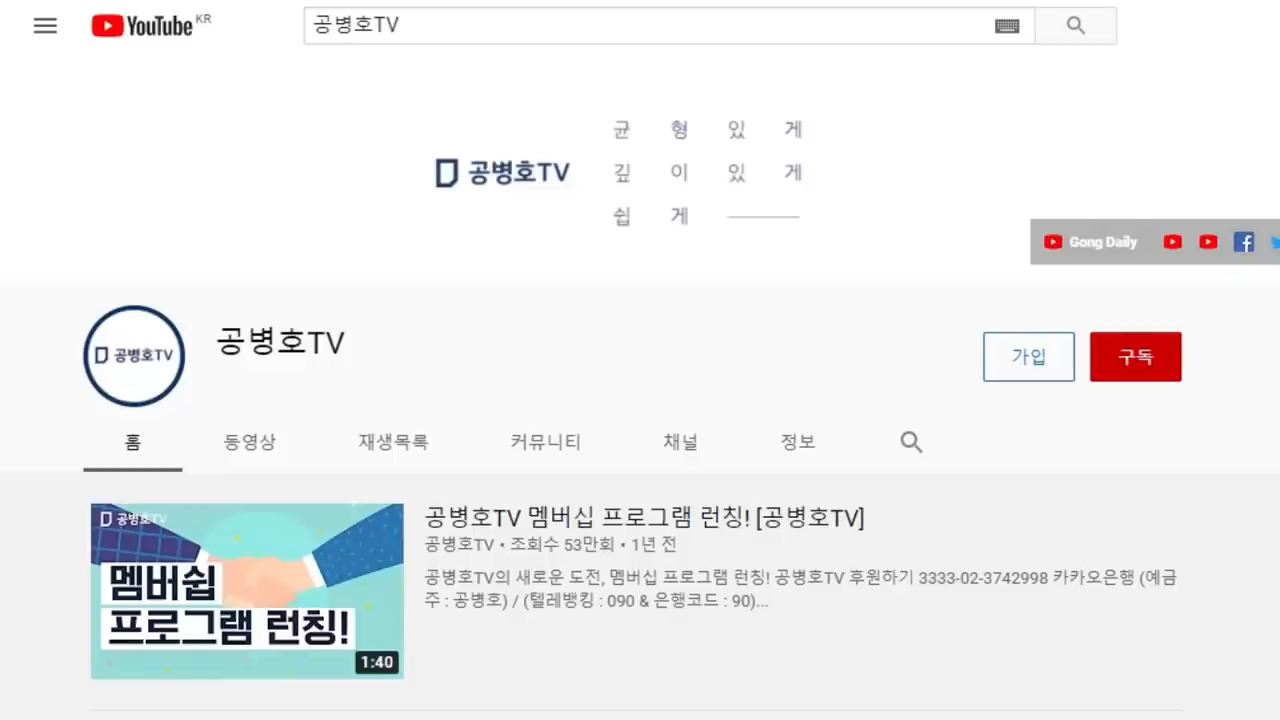 YouTube KR
공병호TV
균 형 있 게
공병호TV
깊 이 있 게
쉽 게
Gong Daily
공병호TV
공병호TV
가입
구독
홈
동영상
재생목록
커뮤니티
채널
정보
공병호TV
멤버쉽
프로그램 런칭!
1:40
공병호TV 멤버십 프로그램 런칭! [공병호TV]
공병호TV • 조회수 53만회 • 1년 전
공병호TV의 새로운 도전, 멤버십 프로그램 런칭! 공병호TV 후원하기 3333-02-3742998 카카오은행 (예금
주 : 공병호) / (텔레뱅킹 : 090 & 은행코드 : 90)...